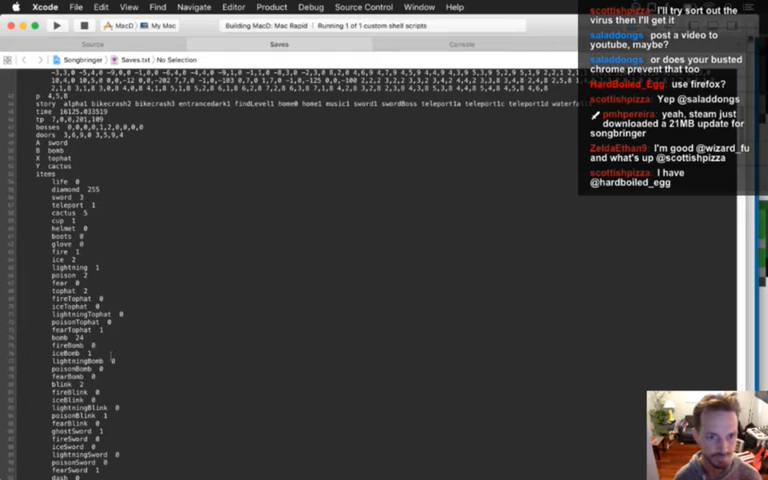 Xcode File Edit View Find Navigate Editor Product Debug Source Control Window Help
MacD My Mac
Building MacD: Mac Rapid | Running 1 of 1 custom shell scripts
Source Saves Console
Songbringer Saves.txt No Selection
p 4,5,8
story alpha1 bikecrash2 bikecrash3 entrancedark1 findLevel1 home0 home1 music1 sword1 swordBoss teleport1a teleport1c teleport1d
time 16125.033519
tp 7,0,0,201,109
bosses 0,0,0,0,1,2,0,0,0,0
doors 3,6,9,0 3,5,9,4
A sword
B bomb
X tophat
Y cactus
items
life 0
diamond 255
sword 3
teleport 1
cactus 5
cup 1
helmet 0
boots 0
glove 0
fire 1
ice 2
lightning 1
poison 2
fear 0
tophat 2
fireTophat 0
iceTophat 0
lightningTophat 0
poisonTophat 0
fearTophat 1
bomb 24
fireBomb 0
iceBomb 1
lightningBomb 0
poisonBomb 0
fearBomb 0
blink 2
fireBlink 0
iceBlink 0
lightningBlink 0
poisonBlink 1
fearBlink 0
ghostSword 1
fireSword 0
iceSword 0
lightningSword 0
poisonSword 0
fearSword 1
dash 0
scottishpizza: I'll try sort out the
virus then I'll get it
saladdongs: post a video to
youtube, maybe?
saladdongs: or does your busted
chrome prevent that too
HardBoiled_Egg: use firefox?
scottishpizza: Yep @saladdongs
pmhpereira: yeah, steam just
downloaded a 21MB update for
songbringer
ZeldaEthan9: I'm good @wizard_fu
and what's up @scottishpizza
scottishpizza: I have
@hardboiled_egg